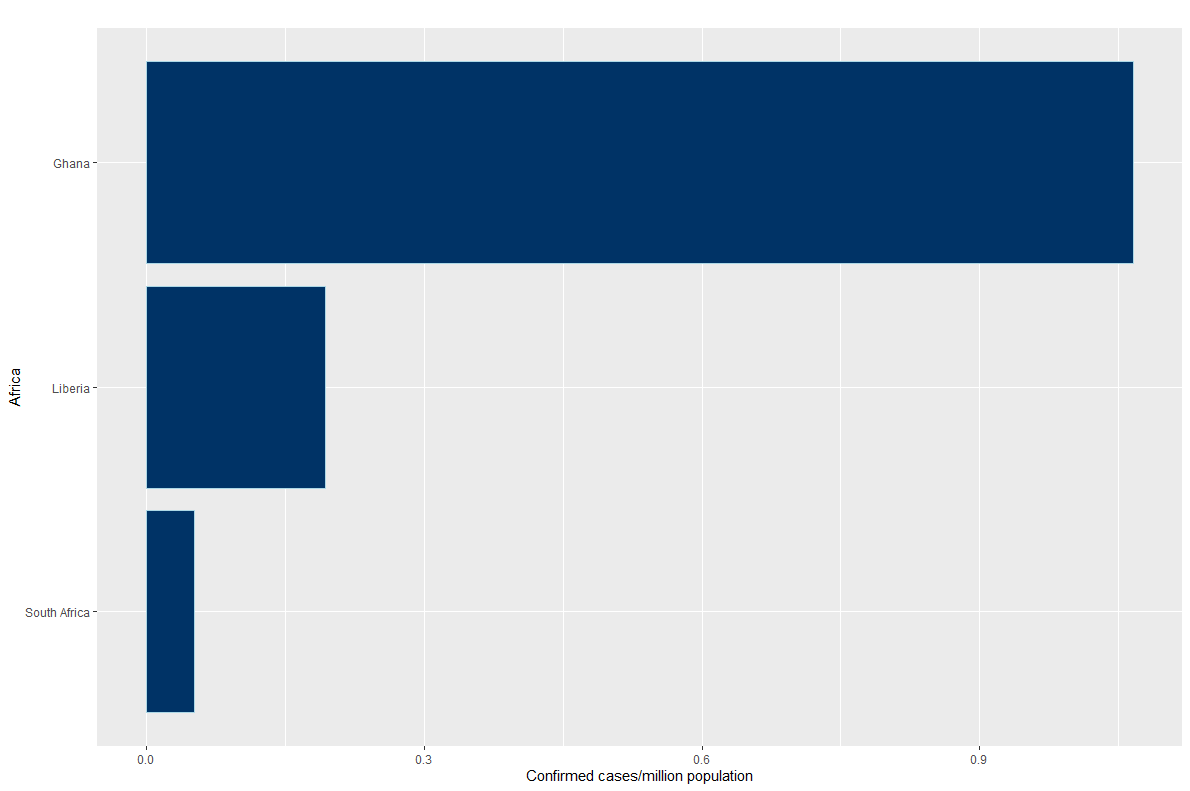 Ghana
Liberia
South Africa
Africa
0.0 0.3 0.6 0.9
Confirmed cases/million population